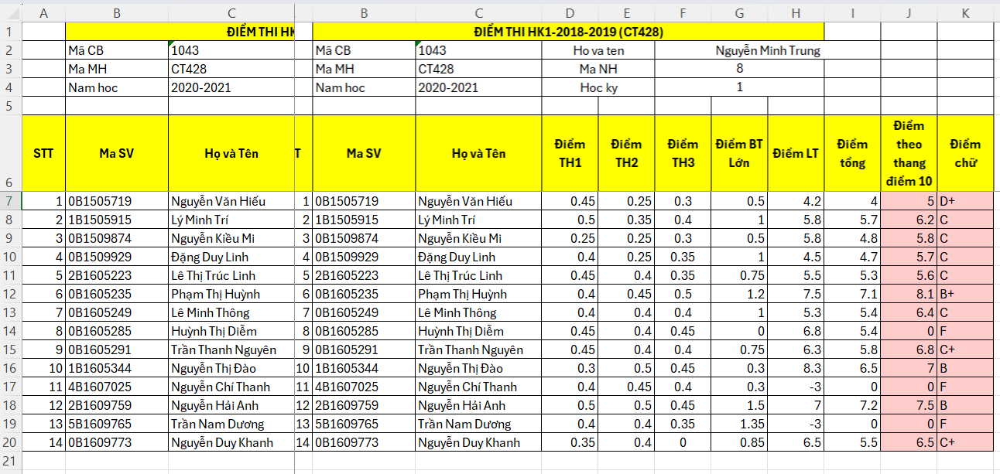 A B C B C D E F G H I J K
1 ĐIỂM THI HK ĐIỂM THI HK1-2018-2019 (CT428)
2 Mã CB 1043 Mã CB 1043 Ho va ten Nguyễn Minh Trung
3 Ma MH CT428 Ma MH CT428 Ma NH 8
4 Nam hoc 2020-2021 Nam hoc 2020-2021 Hoc ky 1
5
6 STT Ma SV Họ và Tên T Ma SV Họ và Tên Điểm TH1 Điểm TH2 Điểm TH3 Điểm BT Lớn Điểm LT Điểm tổng Điểm theo thang điểm 10 Điểm chữ
7 1 0B1505719 Nguyễn Văn Hiếu 1 0B1505719 Nguyễn Văn Hiếu 0.45 0.25 0.3 0.5 4.2 4 5 D+
8 2 1B1505915 Lý Minh Trí 2 1B1505915 Lý Minh Trí 0.5 0.35 0.4 1 5.8 5.7 6.2 C
9 3 0B1509874 Nguyễn Kiều Mi 3 0B1509874 Nguyễn Kiều Mi 0.25 0.25 0.3 0.5 5.8 4.8 5.8 C
10 4 0B1509929 Đặng Duy Linh 4 0B1509929 Đặng Duy Linh 0.4 0.25 0.35 1 4.5 4.7 5.7 C
11 5 2B1605223 Lê Thị Trúc Linh 5 2B1605223 Lê Thị Trúc Linh 0.45 0.4 0.35 0.75 5.5 5.3 5.6 C
12 6 0B1605235 Phạm Thị Huỳnh 6 0B1605235 Phạm Thị Huỳnh 0.4 0.45 0.5 1.2 7.5 7.1 8.1 B+
13 7 0B1605249 Lê Minh Thông 7 0B1605249 Lê Minh Thông 0.4 0.4 0.4 1 5.3 5.4 6.4 C
14 8 0B1605285 Huỳnh Thị Diễm 8 0B1605285 Huỳnh Thị Diễm 0.45 0.4 0.45 0 6.8 5.4 0 F
15 9 0B1605291 Trần Thanh Nguyên 9 0B1605291 Trần Thanh Nguyên 0.45 0.4 0.4 0.75 6.3 5.8 6.8 C+
16 10 1B1605344 Nguyễn Thị Đào 10 1B1605344 Nguyễn Thị Đào 0.3 0.5 0.45 0.3 8.3 6.5 7 B
17 11 4B1607025 Nguyễn Chí Thanh 11 4B1607025 Nguyễn Chí Thanh 0.4 0.45 0.4 0.3 -3 0 0 F
18 12 2B1609759 Nguyễn Hải Anh 12 2B1609759 Nguyễn Hải Anh 0.5 0.5 0.45 1.5 7 7.2 7.5 B
19 13 5B1609765 Trần Nam Dương 13 5B1609765 Trần Nam Dương 0.4 0.4 0.35 1.35 -3 0 0 F
20 14 0B1609773 Nguyễn Duy Khanh 14 0B1609773 Nguyễn Duy Khanh 0.35 0.4 0 0.85 6.5 5.5 6.5 C+
21